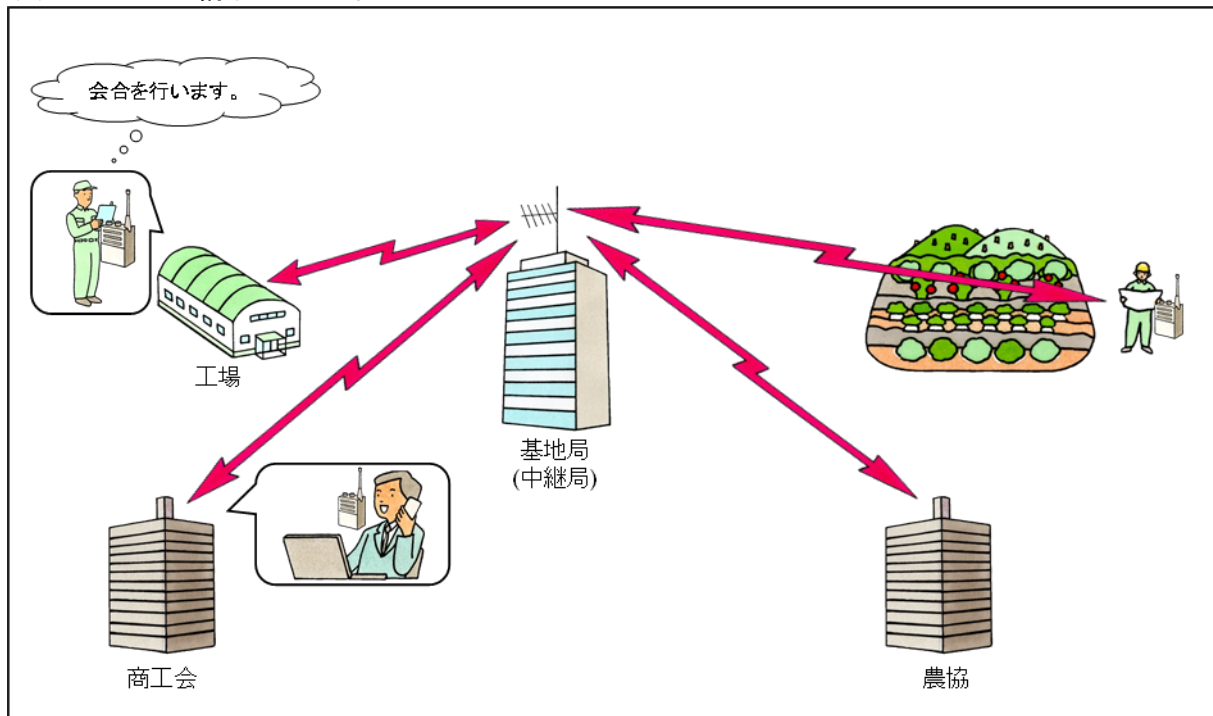 会合を行います。
工場
基地局
(中継局)
商工会
農協